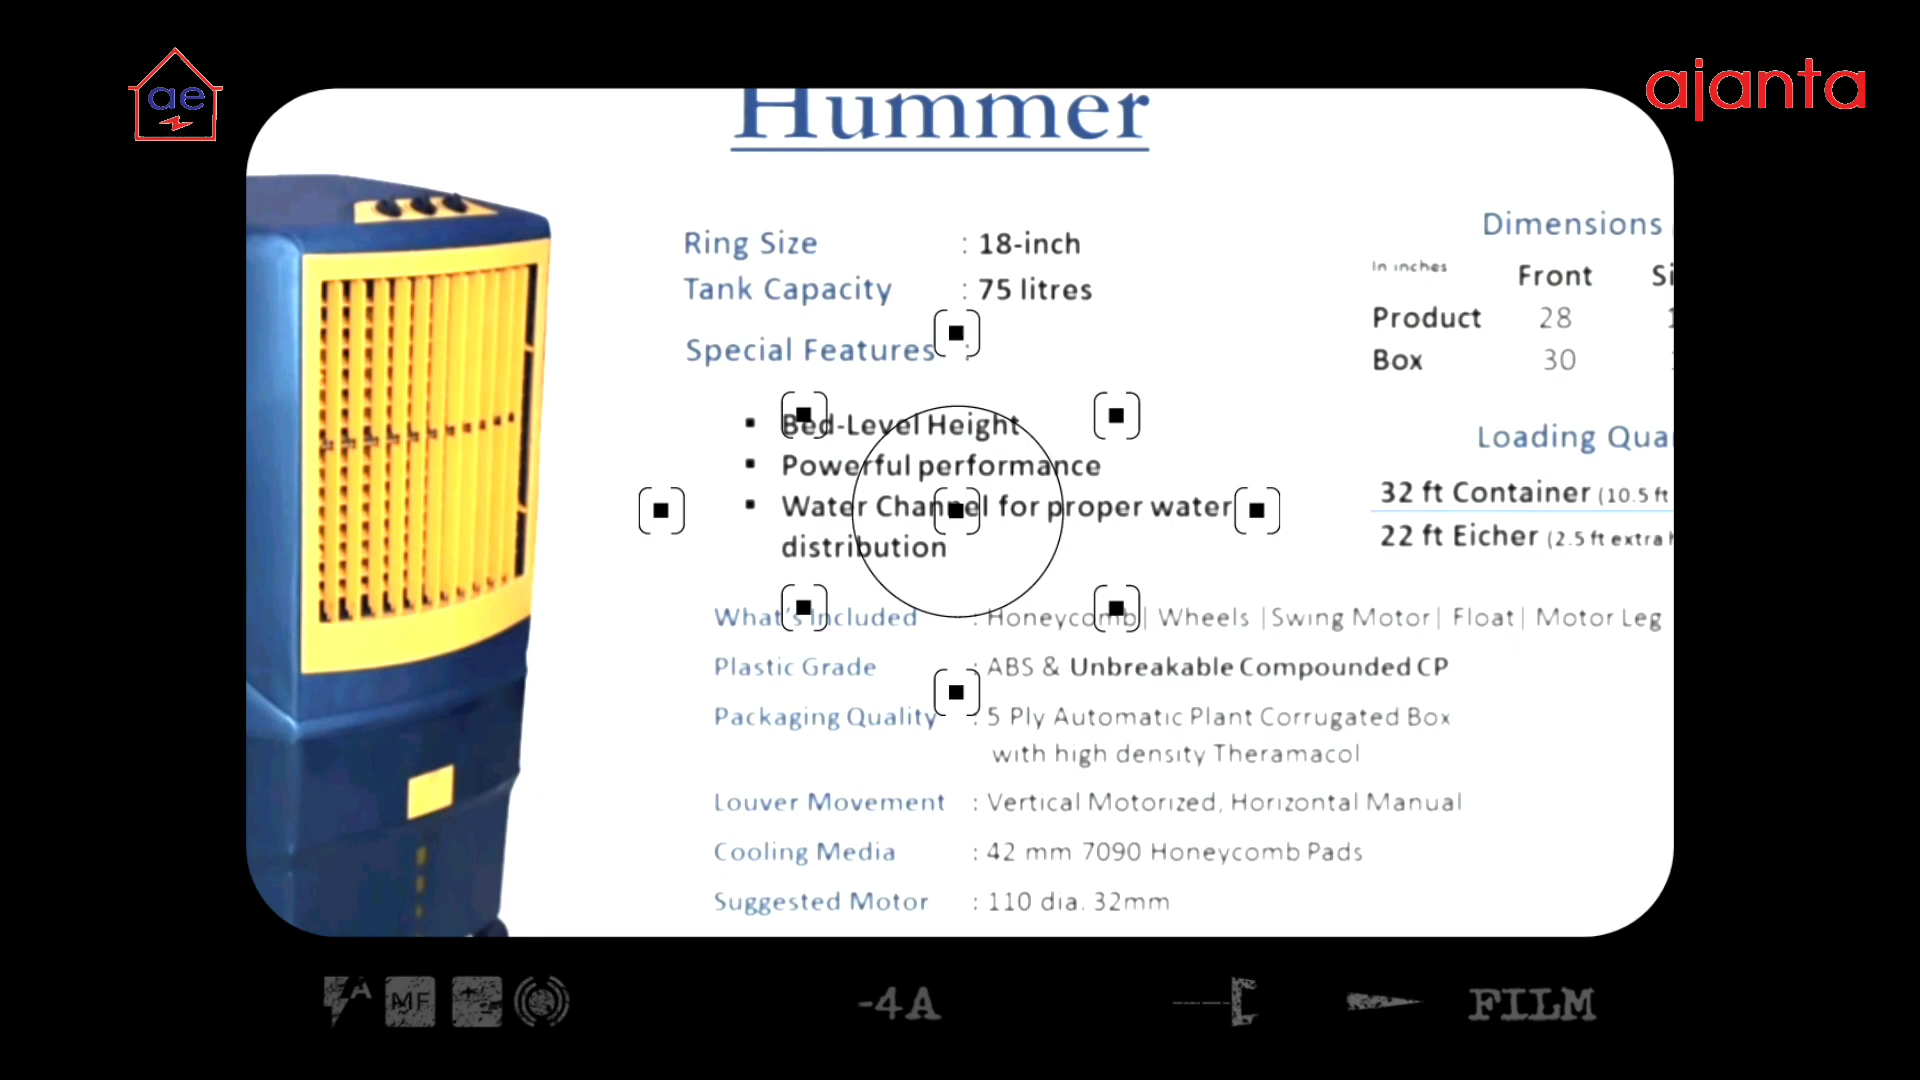 ae
ajanta
Hummer
Ring Size : 18-inch
Tank Capacity : 75 litres
Special Features :
▪ Bed-Level Height
▪ Powerful performance
▪ Water Channel for proper water
distribution
What's Included : Honeycomb| Wheels |Swing Motor| Float| Motor Leg
Plastic Grade : ABS & Unbreakable Compounded CP
Packaging Quality : 5 Ply Automatic Plant Corrugated Box
with high density Theramacol
Louver Movement : Vertical Motorized, Horizontal Manual
Cooling Media : 42 mm 7090 Honeycomb Pads
Suggested Motor : 110 dia. 32mm
Dimensions
In inches Front
Product 28
Box 30
Loading
32 ft Container (10.5 ft
22 ft Eicher (2.5 ft extra
A MF -4A FILM